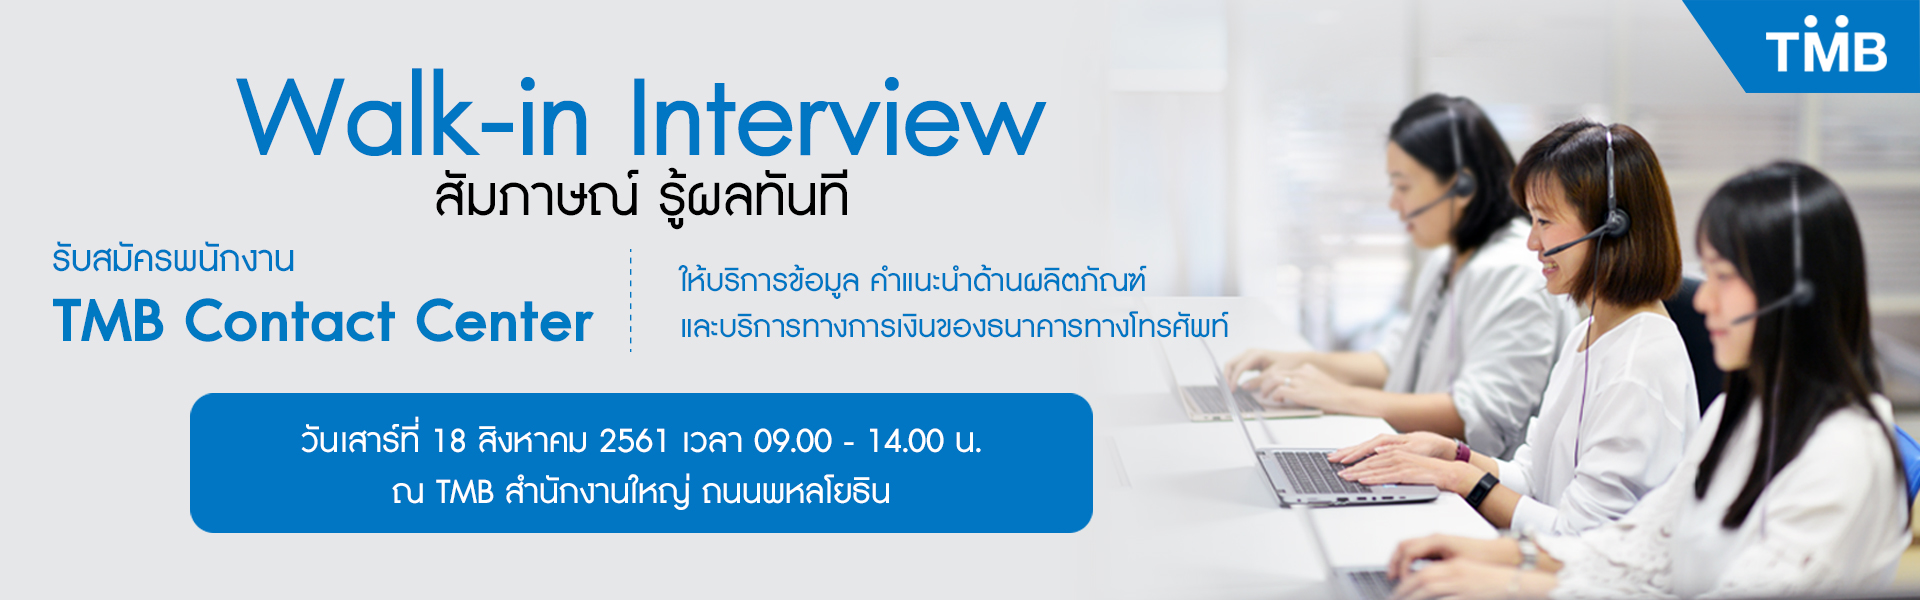 TMB
Walk-in Interview
สัมภาษณ์ รู้ผลทันที
รับสมัครพนักงาน
TMB Contact Center
ให้บริการข้อมูล คำแนะนำด้านผลิตภัณฑ์
และบริการทางการเงินของธนาคารทางโทรศัพท์
วันเสาร์ที่ 18 สิงหาคม 2561 เวลา 09.00 - 14.00 น.
ณ TMB สำนักงานใหญ่ ถนนพหลโยธิน